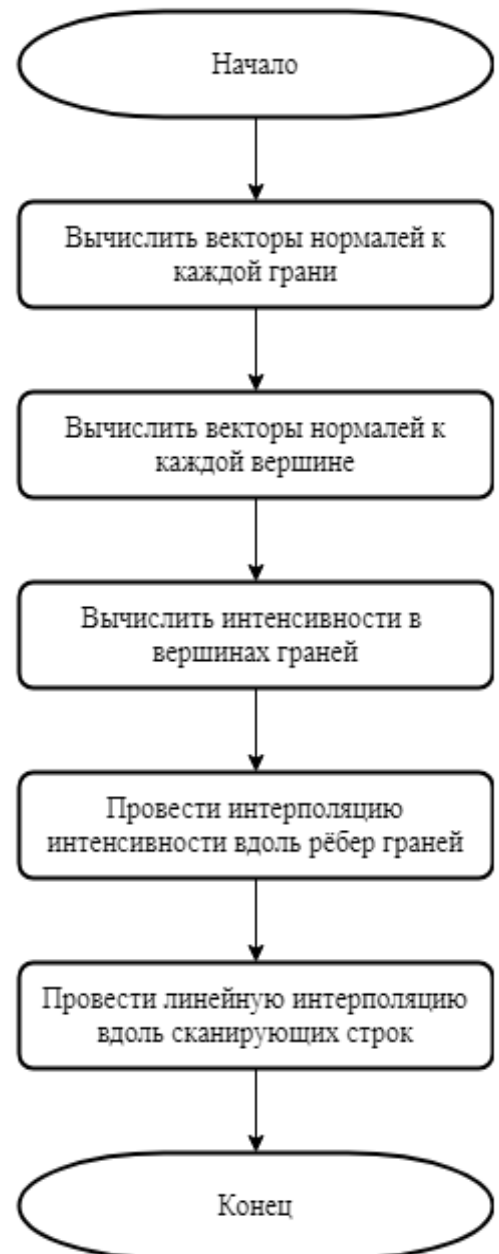 Начало
Вычислить векторы нормалей к
каждой грани
Вычислить векторы нормалей к
каждой вершине
Вычислить интенсивности в
вершинах граней
Провести интерполяцию
интенсивности вдоль рёбер граней
Провести линейную интерполяцию
вдоль сканирующих строк
Конец